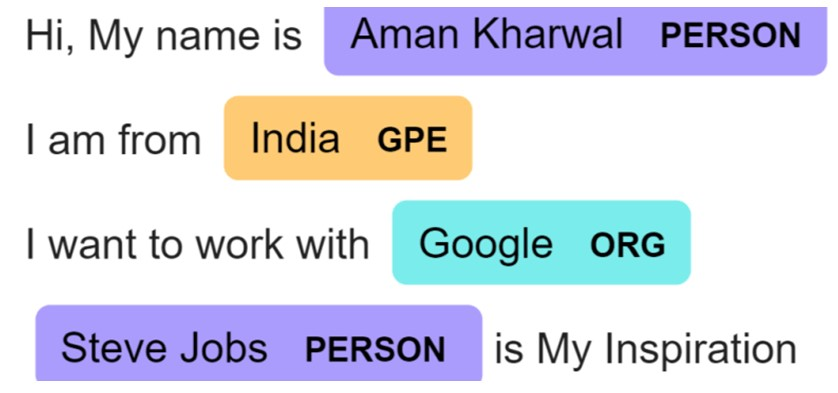 Hi, My name is Aman Kharwal PERSON
I am from India GPE
I want to work with Google ORG
Steve Jobs PERSON is My Inspiration